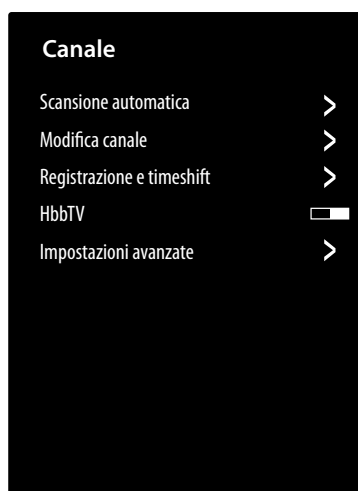 Canale
Scansione automatica
Modifica canale
Registrazione e timeshift
HbbTV
Impostazioni avanzate